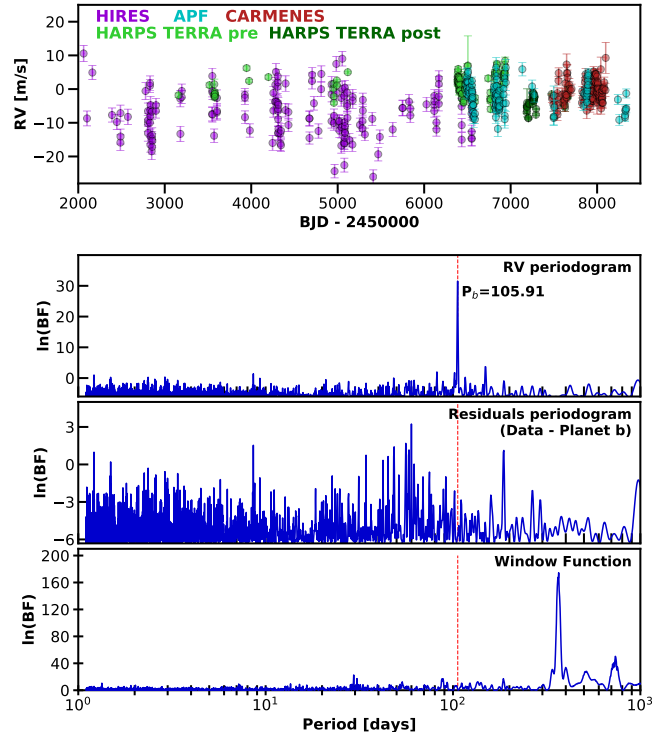 HIRES APF CARMENES
HARPS TERRA pre HARPS TERRA post
20
10
0
−10
−20
RV [m/s]
2000 3000 4000 5000 6000 7000 8000
BJD - 2450000
RV periodogram
P_b=105.91
30
20
10
0
ln(BF)
Residuals periodogram
(Data - Planet b)
3
0
−3
−6
ln(BF)
Window Function
200
160
120
80
40
0
ln(BF)
10^0 10^1 10^2 10^3
Period [days]